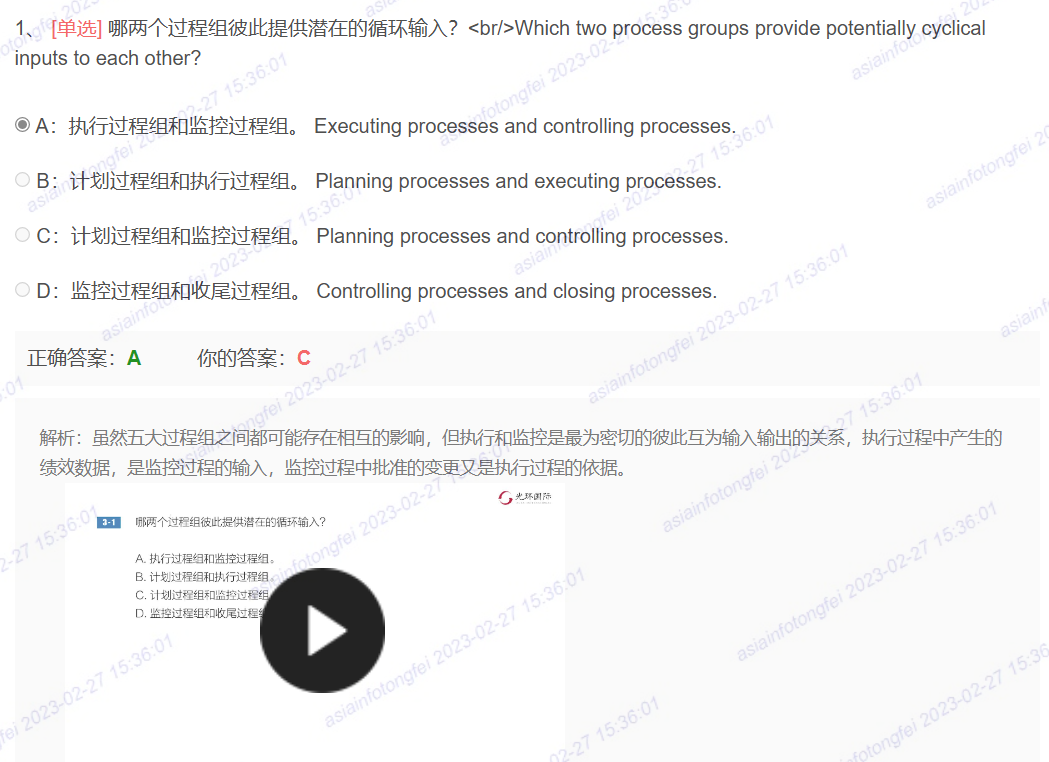 1、 [单选] 哪两个过程组彼此提供潜在的循环输入？<br/>Which two process groups provide potentially cyclical
inputs to each other?
A：执行过程组和监控过程组。 Executing processes and controlling processes.
B：计划过程组和执行过程组。 Planning processes and executing processes.
C：计划过程组和监控过程组。 Planning processes and controlling processes.
D：监控过程组和收尾过程组。 Controlling processes and closing processes.
正确答案：A 你的答案：C
解析：虽然五大过程组之间都可能存在相互的影响，但执行和监控是最为密切的彼此互为输入输出的关系，执行过程中产生的
绩效数据，是监控过程的输入，监控过程中批准的变更又是执行过程的依据。
光环国际
3-1 哪两个过程组彼此提供潜在的循环输入?
A. 执行过程组和监控过程组。
B. 计划过程组和执行过程组
C. 计划过程组和监控过程组
D. 监控过程组和收尾过程
asiainfotongfei 2023-02-27 15:36:01